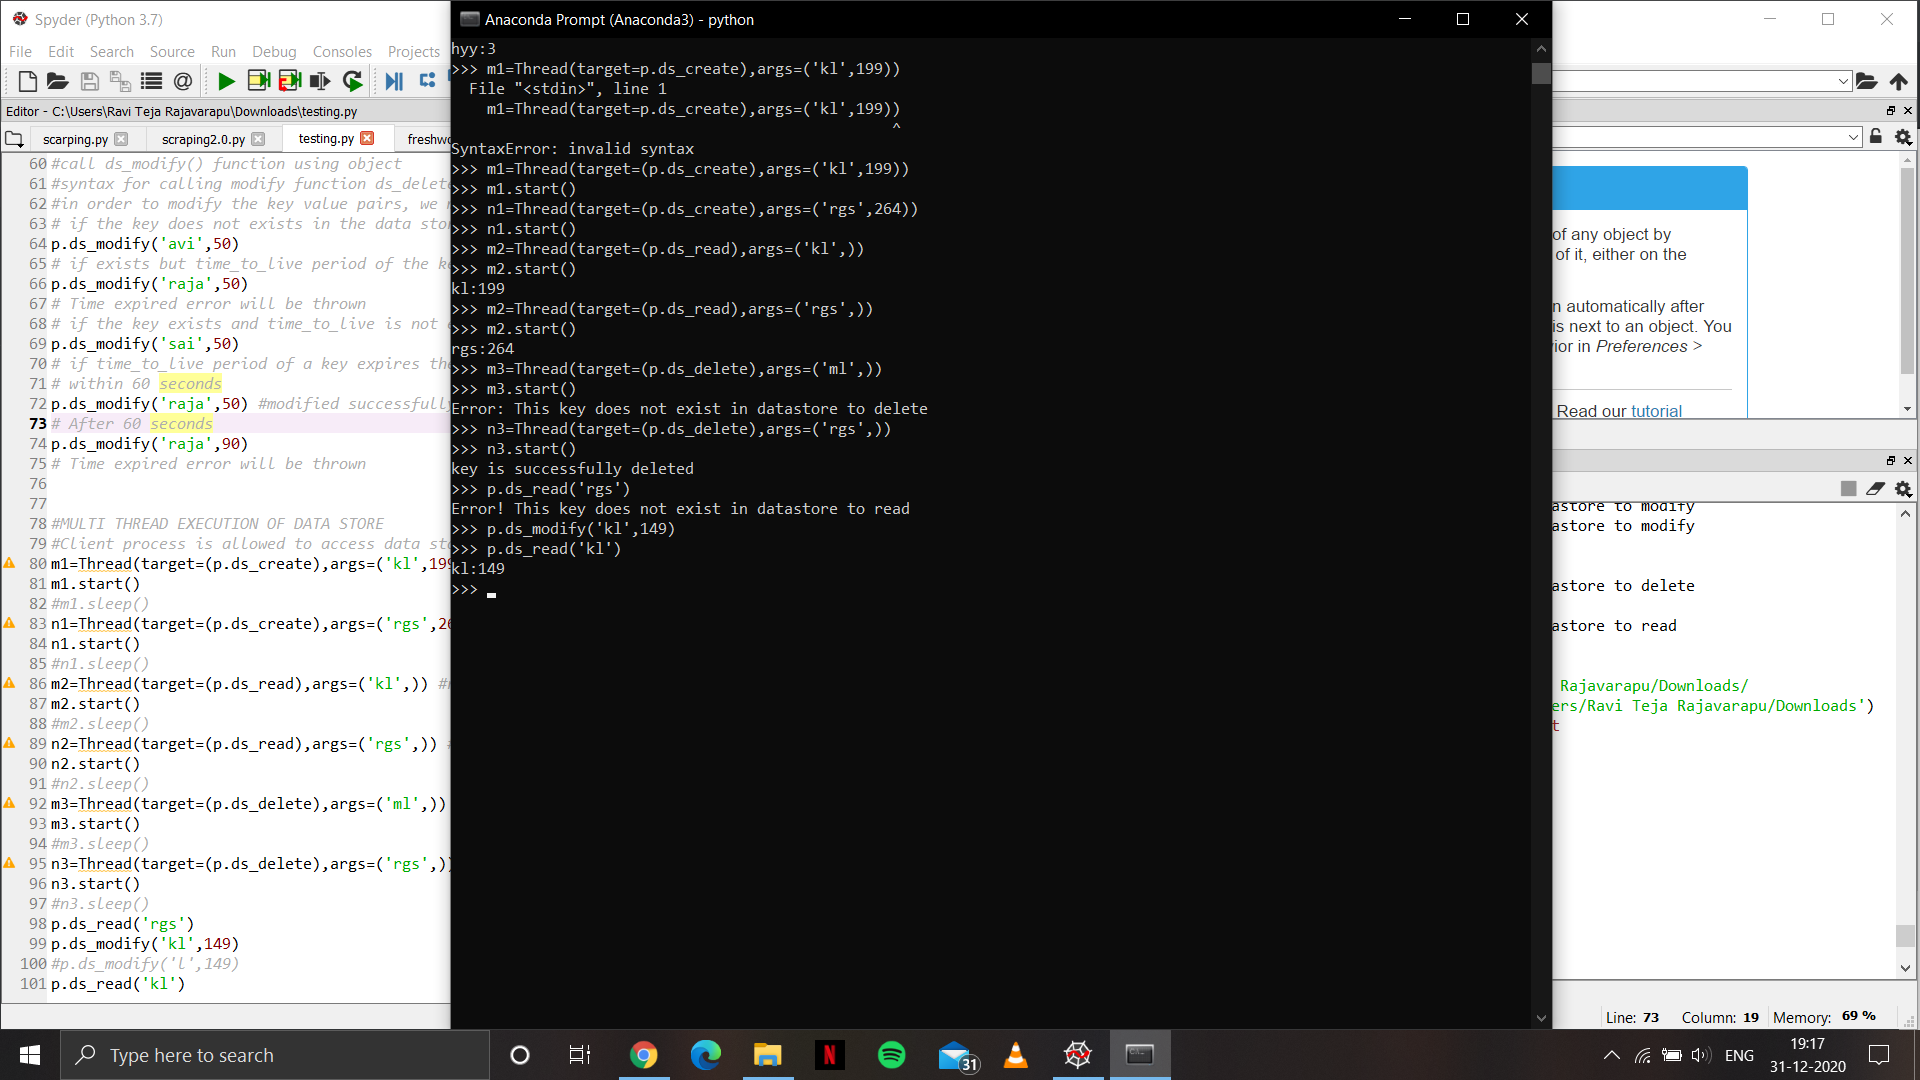 Spyder (Python 3.7)
File Edit Search Source Run Debug Consoles Projects
Editor - C:\Users\Ravi Teja Rajavarapu\Downloads\testing.py
scarping.py scraping2.0.py testing.py freshwo
60 #call ds_modify() function using object
61 #syntax for calling modify function ds_delet
62 #in order to modify the key value pairs, we
63 # if the key does not exists in the data sto
64 p.ds_modify('avi',50)
65 # if exists but time_to_live period of the k
66 p.ds_modify('raja',50)
67 # Time expired error will be thrown
68 # if the key exists and time_to_live is not
69 p.ds_modify('sai',50)
70 # if time_to_live period of a key expires th
71 # within 60 seconds
72 p.ds_modify('raja',50) #modified successfull
73 # After 60 seconds
74 p.ds_modify('raja',90)
75 # Time expired error will be thrown
76
77
78 #MULTI THREAD EXECUTION OF DATA STORE
79 #Client process is allowed to access data st
80 m1=Thread(target=(p.ds_create),args=('kl',199
81 m1.start()
82 #m1.sleep()
83 n1=Thread(target=(p.ds_create),args=('rgs',26
84 n1.start()
85 #n1.sleep()
86 m2=Thread(target=(p.ds_read),args=('kl',)) #
87 m2.start()
88 #m2.sleep()
89 n2=Thread(target=(p.ds_read),args=('rgs',))
90 n2.start()
91 #n2.sleep()
92 m3=Thread(target=(p.ds_delete),args=('ml',))
93 m3.start()
94 #m3.sleep()
95 n3=Thread(target=(p.ds_delete),args=('rgs',))
96 n3.start()
97 #n3.sleep()
98 p.ds_read('rgs')
99 p.ds_modify('kl',149)
100 #p.ds_modify('l',149)
101 p.ds_read('kl')
Anaconda Prompt (Anaconda3) - python
hyy:3
>>> m1=Thread(target=p.ds_create),args=('kl',199))
File "<stdin>", line 1
m1=Thread(target=p.ds_create),args=('kl',199))
^
SyntaxError: invalid syntax
>>> m1=Thread(target=(p.ds_create),args=('kl',199))
>>> m1.start()
>>> n1=Thread(target=(p.ds_create),args=('rgs',264))
>>> n1.start()
>>> m2=Thread(target=(p.ds_read),args=('kl',))
>>> m2.start()
kl:199
>>> m2=Thread(target=(p.ds_read),args=('rgs',))
>>> m2.start()
rgs:264
>>> m3=Thread(target=(p.ds_delete),args=('ml',))
>>> m3.start()
Error: This key does not exist in datastore to delete
>>> n3=Thread(target=(p.ds_delete),args=('rgs',))
>>> n3.start()
key is successfully deleted
>>> p.ds_read('rgs')
Error! This key does not exist in datastore to read
>>> p.ds_modify('kl',149)
>>> p.ds_read('kl')
kl:149
>>>
of any object by
of it, either on the
n automatically after
is next to an object. You
ior in Preferences >
Read our tutorial
astore to modify
astore to modify
astore to delete
astore to read
Rajavarapu/Downloads/
ers/Ravi Teja Rajavarapu/Downloads')
t
Line: 73 Column: 19 Memory: 69 %
Type here to search
N
31
ENG
19:17
31-12-2020